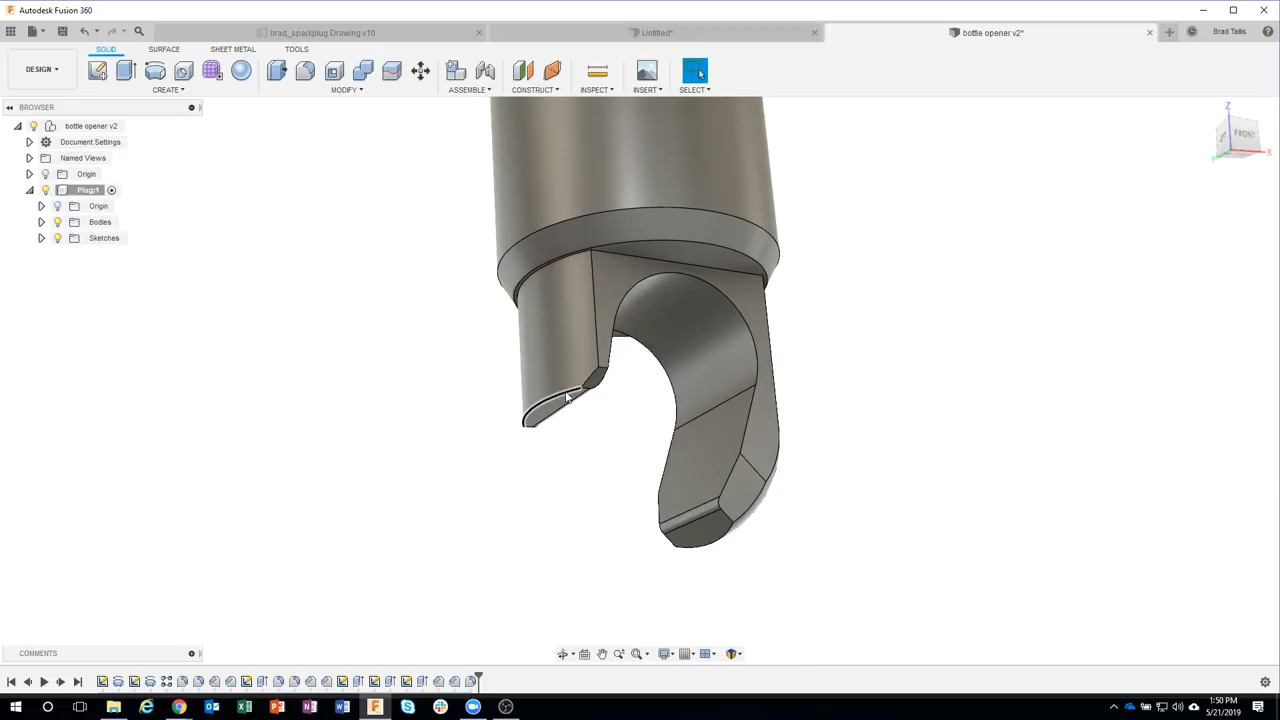 Autodesk Fusion 360
brad_sparkplug Drawing v10
Untitled*
bottle opener v2*
Brad Tallis
SOLID
SURFACE
SHEET METAL
TOOLS
DESIGN
CREATE
MODIFY
ASSEMBLE
CONSTRUCT
INSPECT
INSERT
SELECT
BROWSER
bottle opener v2
Document Settings
Named Views
Origin
Plug:1
Origin
Bodies
Sketches
Z
FRONT
X
Y
COMMENTS
1:50 PM
5/21/2019